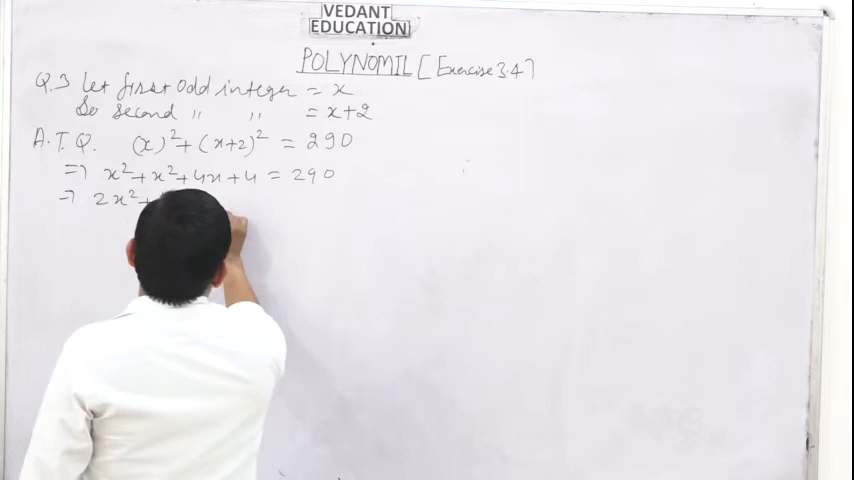 VEDANT
EDUCATION
POLYNOMIL [Exercise 3.4]
Q.3 Let first odd integer = x
So second " " = x+2
A.T.Q. (x)²+(x+2)² = 290
=> x²+x²+4x+4 = 290
=> 2x²+